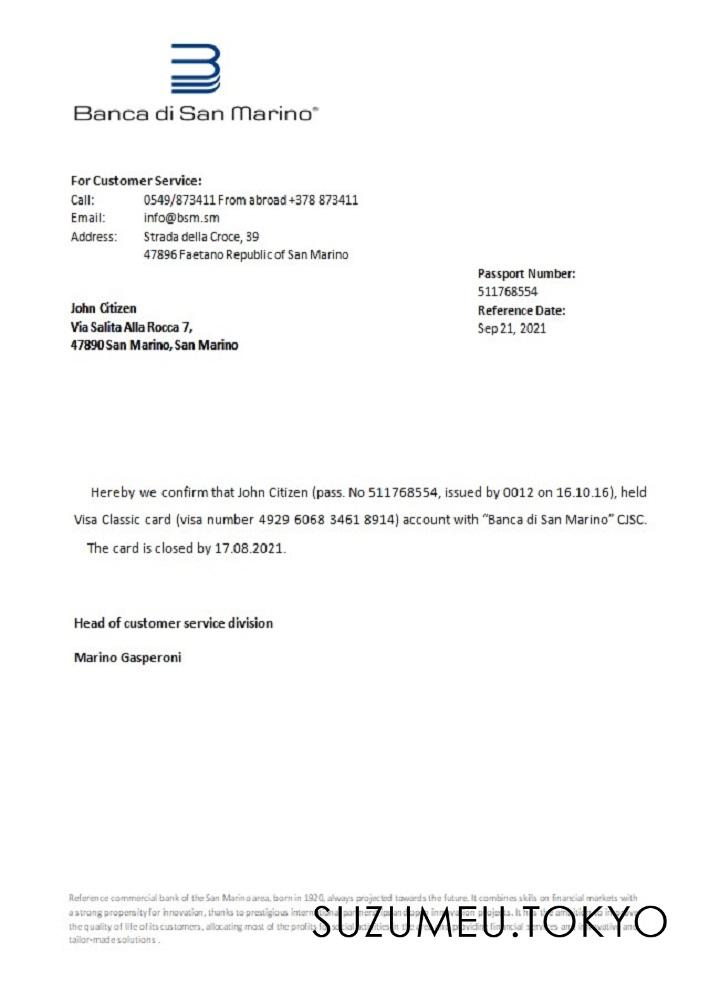 Banca di San Marino®
For Customer Service:
Call: 0549/873411 From abroad +378 873411
Email: info@bsm.sm
Address: Strada della Croce, 39
47896 Faetano Republic of San Marino
Passport Number:
511768554
Reference Date:
Sep 21, 2021
John Citizen
Via Salita Alla Rocca 7,
47890 San Marino, San Marino
Hereby we confirm that John Citizen (pass. No 511768554, issued by 0012 on 16.10.16), held
Visa Classic card (visa number 4929 6068 3461 8914) account with “Banca di San Marino” CJSC.
The card is closed by 17.08.2021.
Head of customer service division
Marino Gasperoni
Reference commercial bank of the San Marino area, born in 1920, always projected towards the future. It combines skills on financial markets with
a strong propensity for innovation, thanks to prestigious projects. It
the quality of life of its customers, allocating most of the profits
tailor-made solutions .
SUZUMEU.TOKYO